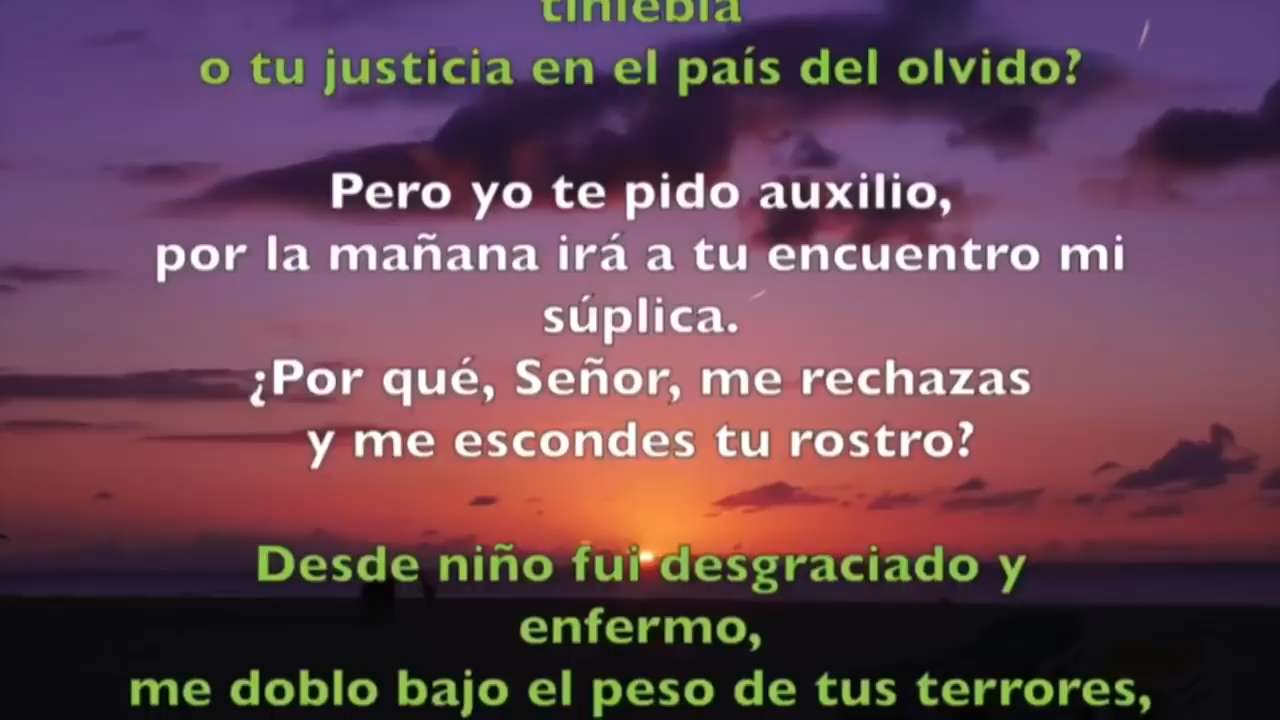 tiniebla
o tu justicia en el país del olvido?
Pero yo te pido auxilio,
por la mañana irá a tu encuentro mi
súplica.
¿Por qué, Señor, me rechazas
y me escondes tu rostro?
Desde niño fui desgraciado y
enfermo,
me doblo bajo el peso de tus terrores,